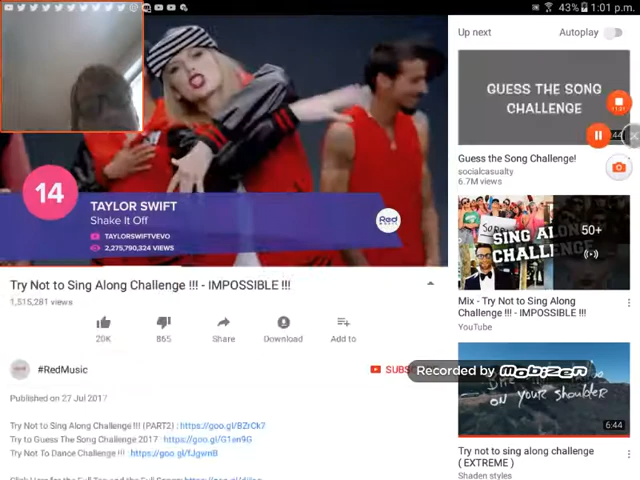 43% 1:01 p.m.
Up next
Autoplay
GUESS THE SONG
CHALLENGE
Guess the Song Challenge!
socialcasualty
6.7M views
14
TAYLOR SWIFT
Shake It Off
TAYLORSWIFTVEVO
2,275,790,324 VIEWS
Red
MUSIC
SING
CHALLENGE
50+
Try Not to Sing Along Challenge !!! - IMPOSSIBLE !!!
1,515,281 views
Mix - Try Not to Sing Along
Challenge !!! - IMPOSSIBLE !!!
YouTube
20K
865
Share
Download
Add to
#RedMusic
Recorded by Mobizen
Published on 27 Jul 2017
on your shoulder
6:44
Try Not to Sing Along Challenge !!! (PART2) : https://goo.gl/BZrCk7
Try to Guess The Song Challenge 2017 : https://goo.gl/G1en9G
Try Not To Dance Challenge !!! : https://goo.gl/fJgwnB
Try not to sing along challenge
( EXTREME )
Shaden styles